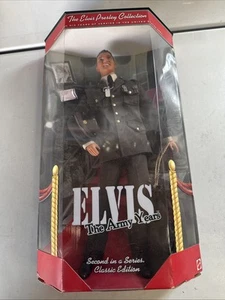 The Elvis Presley Collection
ELVIS
The Army Years
Second in a Series.
Classic Edition